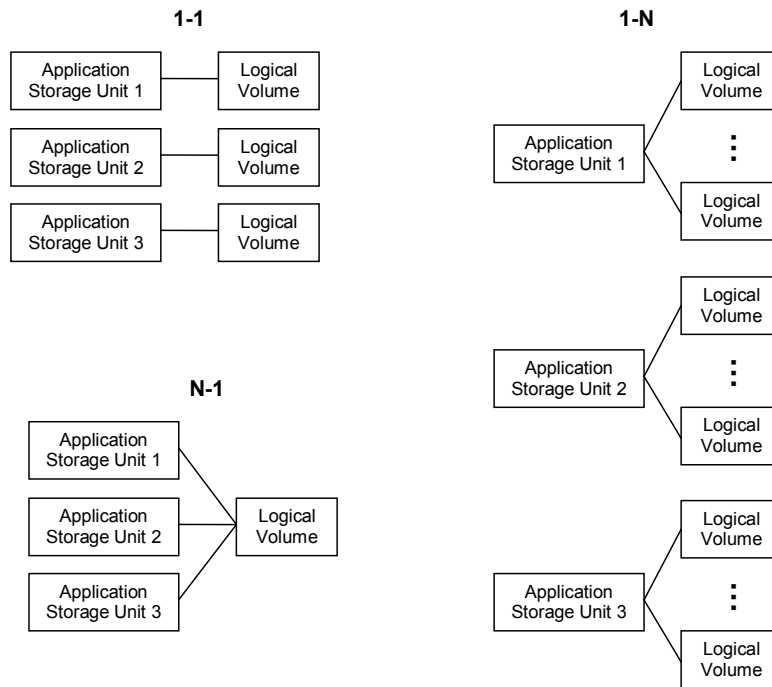 1-1
Application
Storage Unit 1
Logical
Volume
Application
Storage Unit 2
Logical
Volume
Application
Storage Unit 3
Logical
Volume
N-1
Application
Storage Unit 1
Application
Storage Unit 2
Application
Storage Unit 3
Logical
Volume
1-N
Application
Storage Unit 1
Logical
Volume
Logical
Volume
Application
Storage Unit 2
Logical
Volume
Logical
Volume
Application
Storage Unit 3
Logical
Volume
Logical
Volume